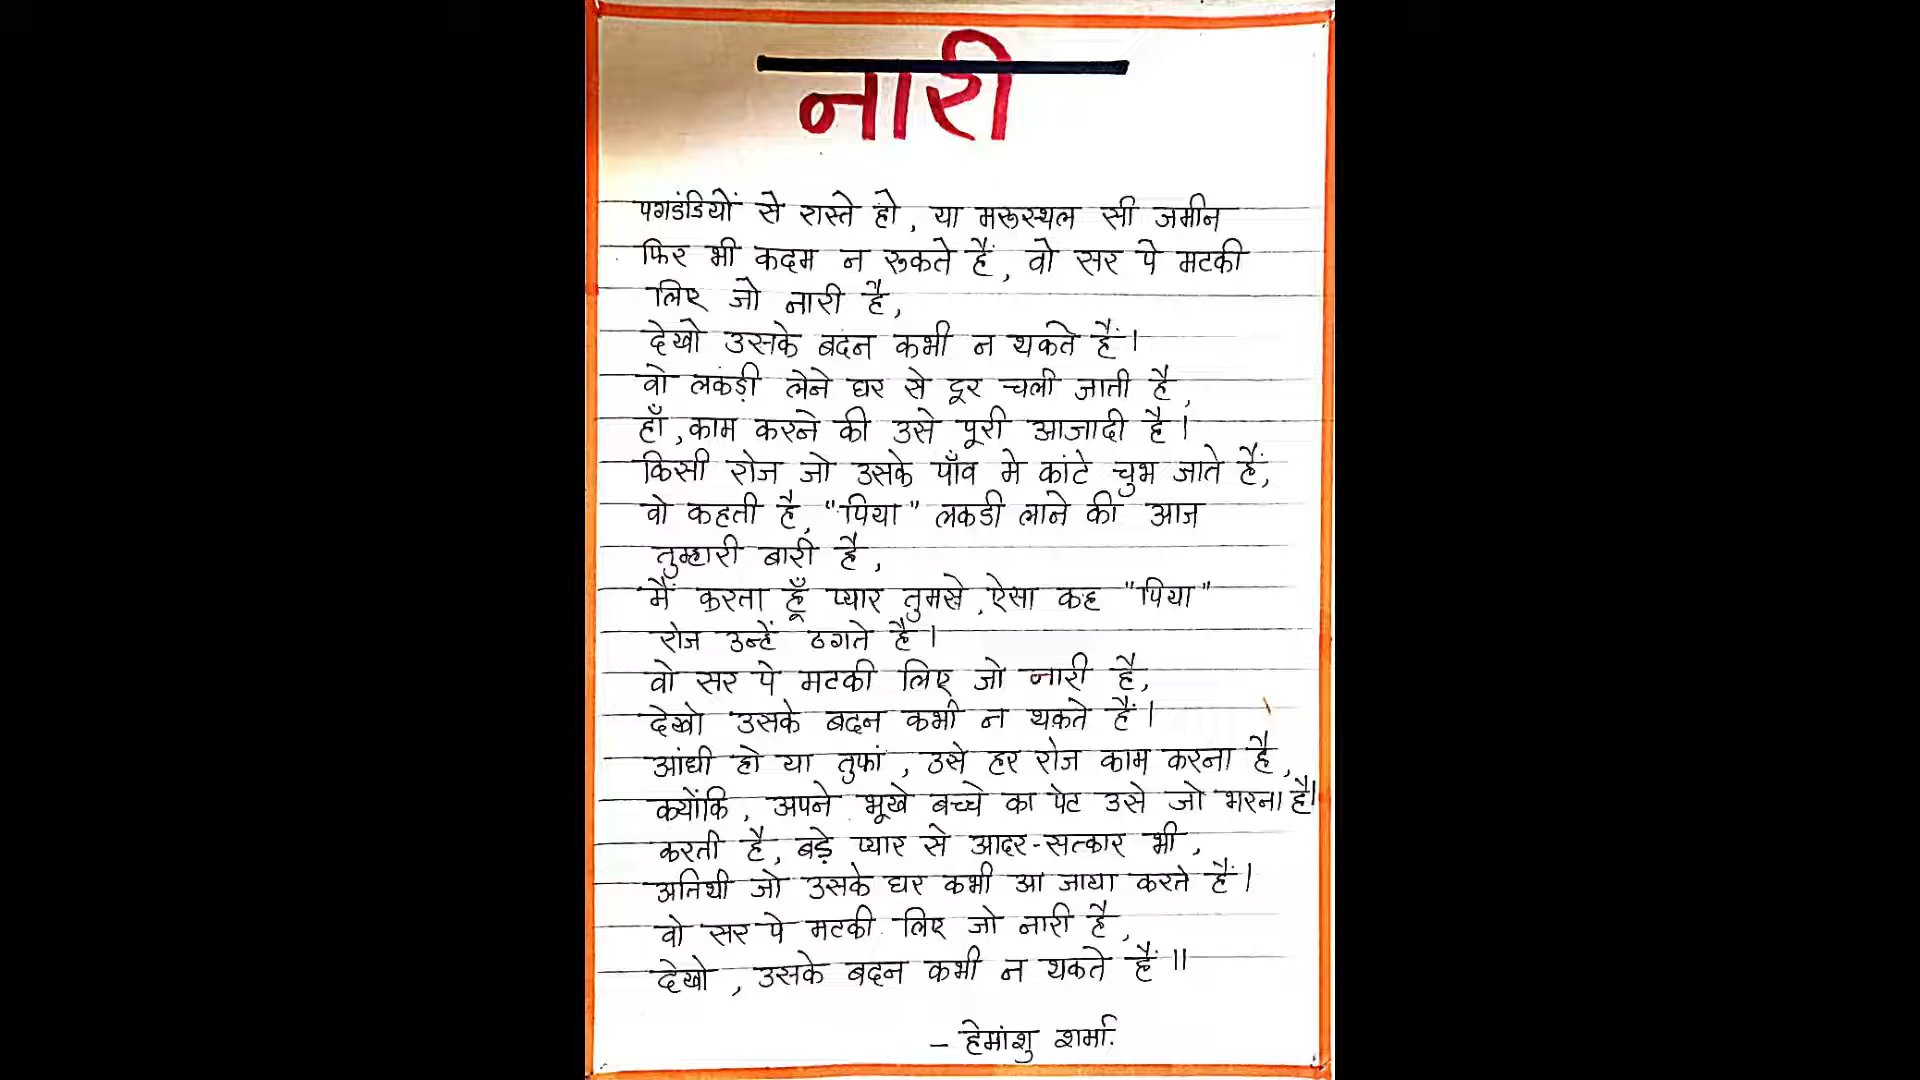 नारी
पगडंडियों से रास्ते हो, या मरूस्थल सी जमीन
फिर भी कदम न रूकते हैं, वो सर पे मटकी
लिए जो नारी है,
देखो उसके बदन कभी न थकते हैं।
वो लकड़ी लेने घर से दूर चली जाती है,
हाँ, काम करने की उसे पूरी आजादी है।
किसी रोज जो उसके पाँव मे कांटे चुभ जाते हैं,
वो कहती है, "पिया" लकडी लाने की आज
तुम्हारी बारी है,
मैं करता हूँ प्यार तुमसे, ऐसा कह "पिया"
रोज उन्हें ठगते है।
वो सर पे मटकी लिए जो नारी है,
देखो उसके बदन कभी न थकते हैं।
आंधी हो या तुफां, उसे हर रोज काम करना है,
क्योंकि, अपने भूखे बच्चे का पेट उसे जो भरना है।
करती है, बड़े प्यार से आदर-सत्कार भी,
अतिथी जो उसके घर कभी आ जाया करते हैं।
वो सर पे मटकी लिए जो नारी है,
देखो, उसके बदन कभी न थकते हैं॥
- हेमांशु शर्मा.